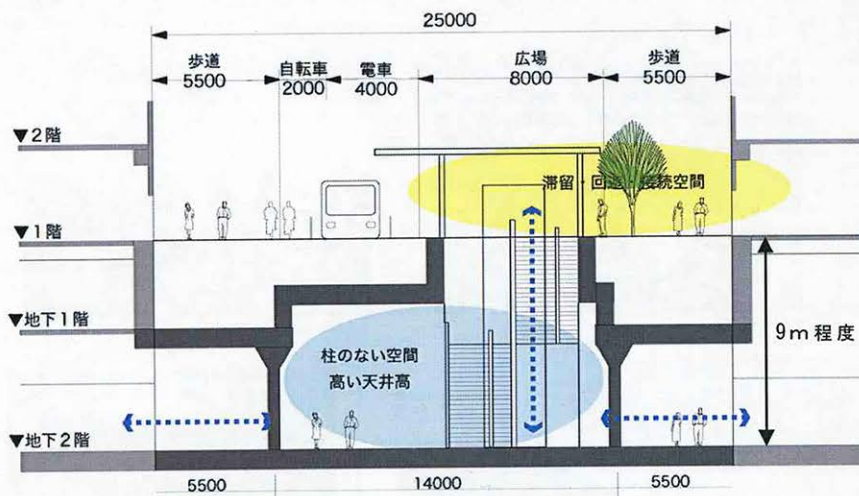 25000
歩道
5500
自転車
2000
電車
4000
広場
8000
歩道
5500
▼2階
滞留・回遊・接続空間
▼1階
▼地下1階
9m 程度
柱のない空間
高い天井高
▼地下2階
5500
14000
5500